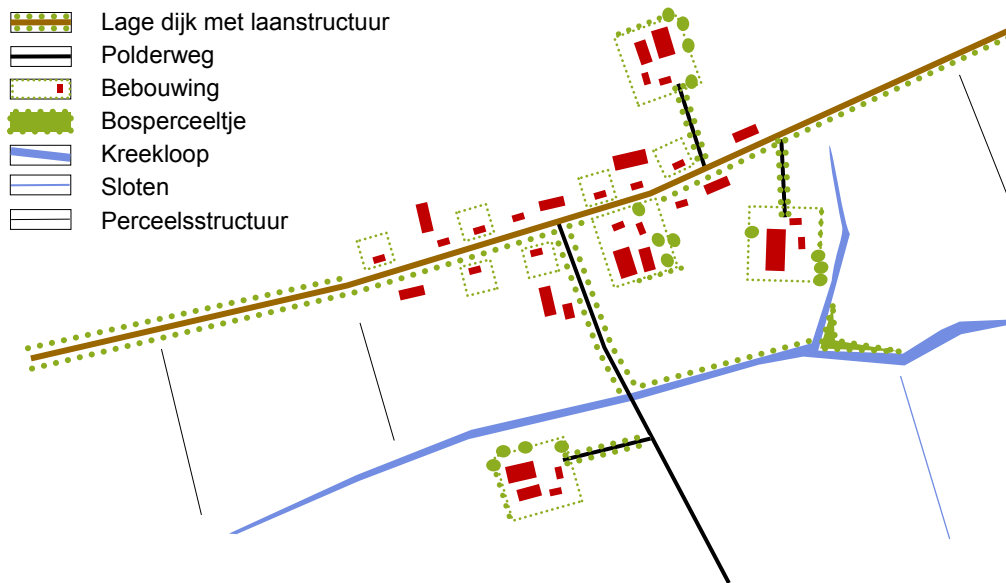 Lage dijk met laanstructuur
Polderweg
Bebouwing
Bosperceeltje
Kreekloop
Sloten
Perceelsstructuur